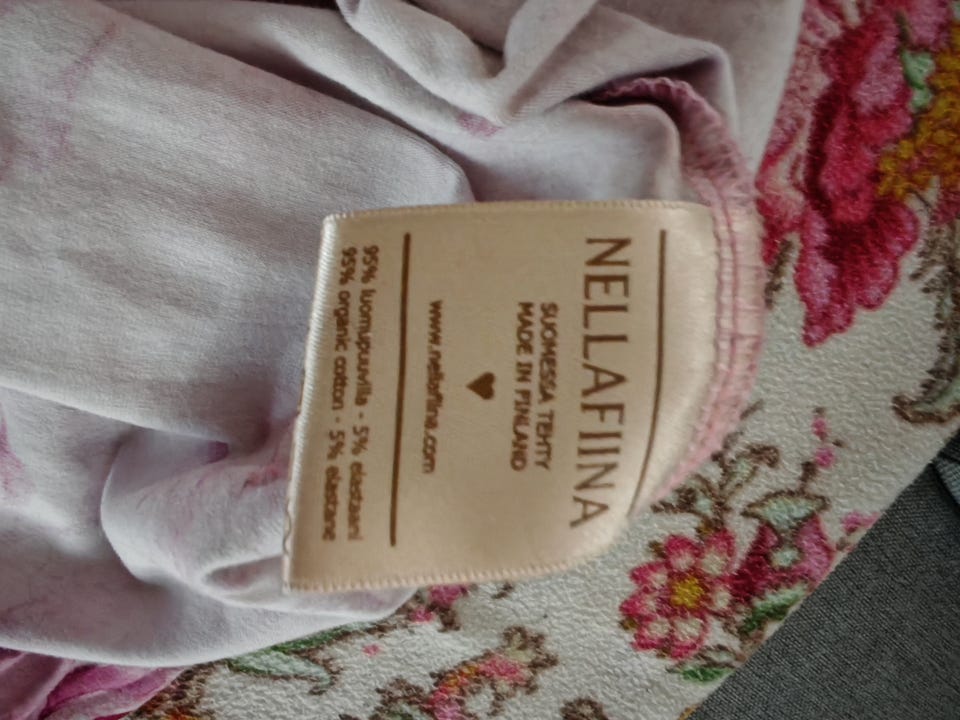 NELLAFIINA
SUOMESSA TEHTY
MADE IN FINLAND
www.nellafiina.com
95% luomupuuvilla - 5% elastaani
95% organic cotton - 5% elastane